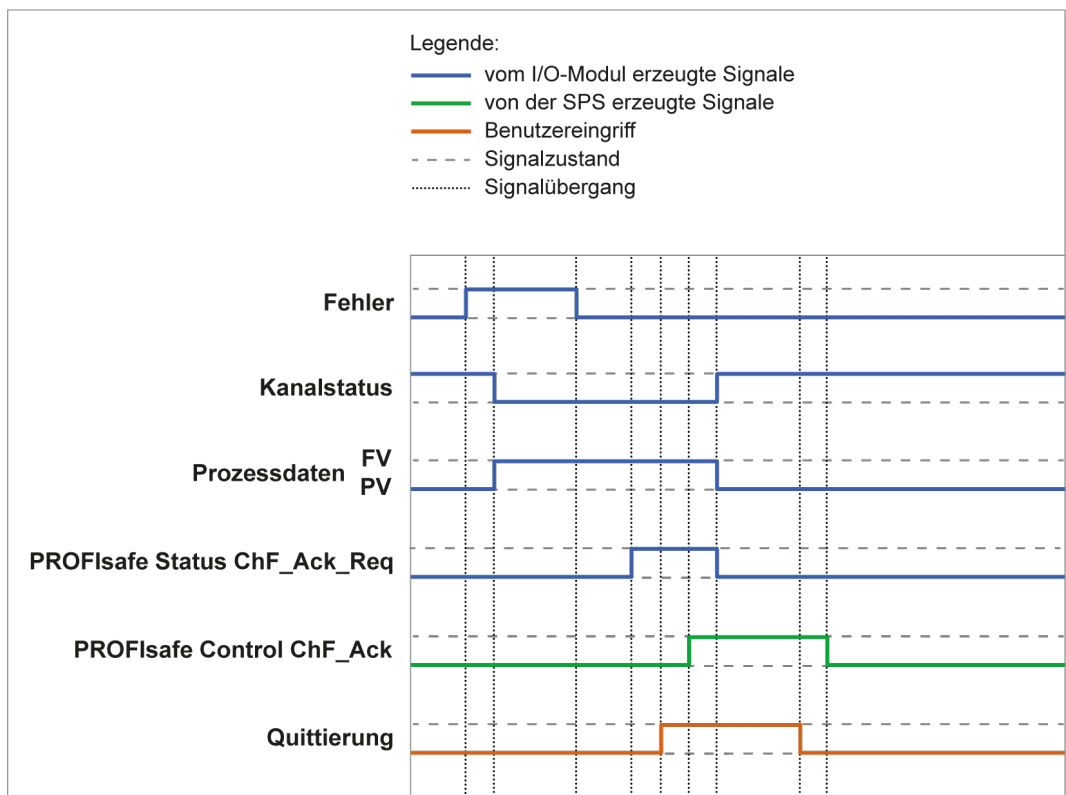 Legende:
vom I/O-Modul erzeugte Signale
von der SPS erzeugte Signale
Benutzereingriff
Signalzustand
Signalübergang
Fehler
Kanalstatus
Prozessdaten FV
PV
PROFIsafe Status ChF_Ack_Req
PROFIsafe Control ChF_Ack
Quittierung